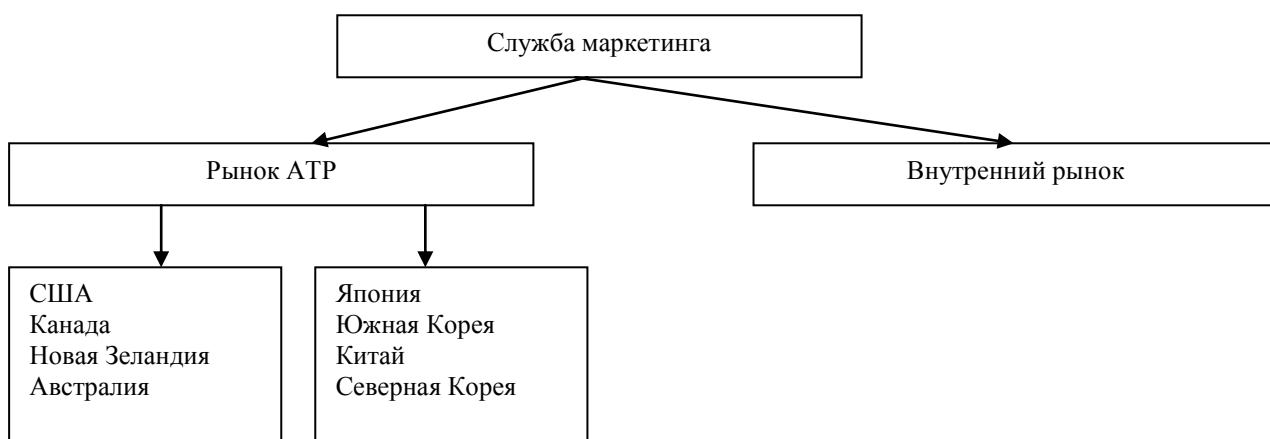 Служба маркетинга
Рынок АТР
Внутренний рынок
США
Канада
Новая Зеландия
Австралия
Япония
Южная Корея
Китай
Северная Корея